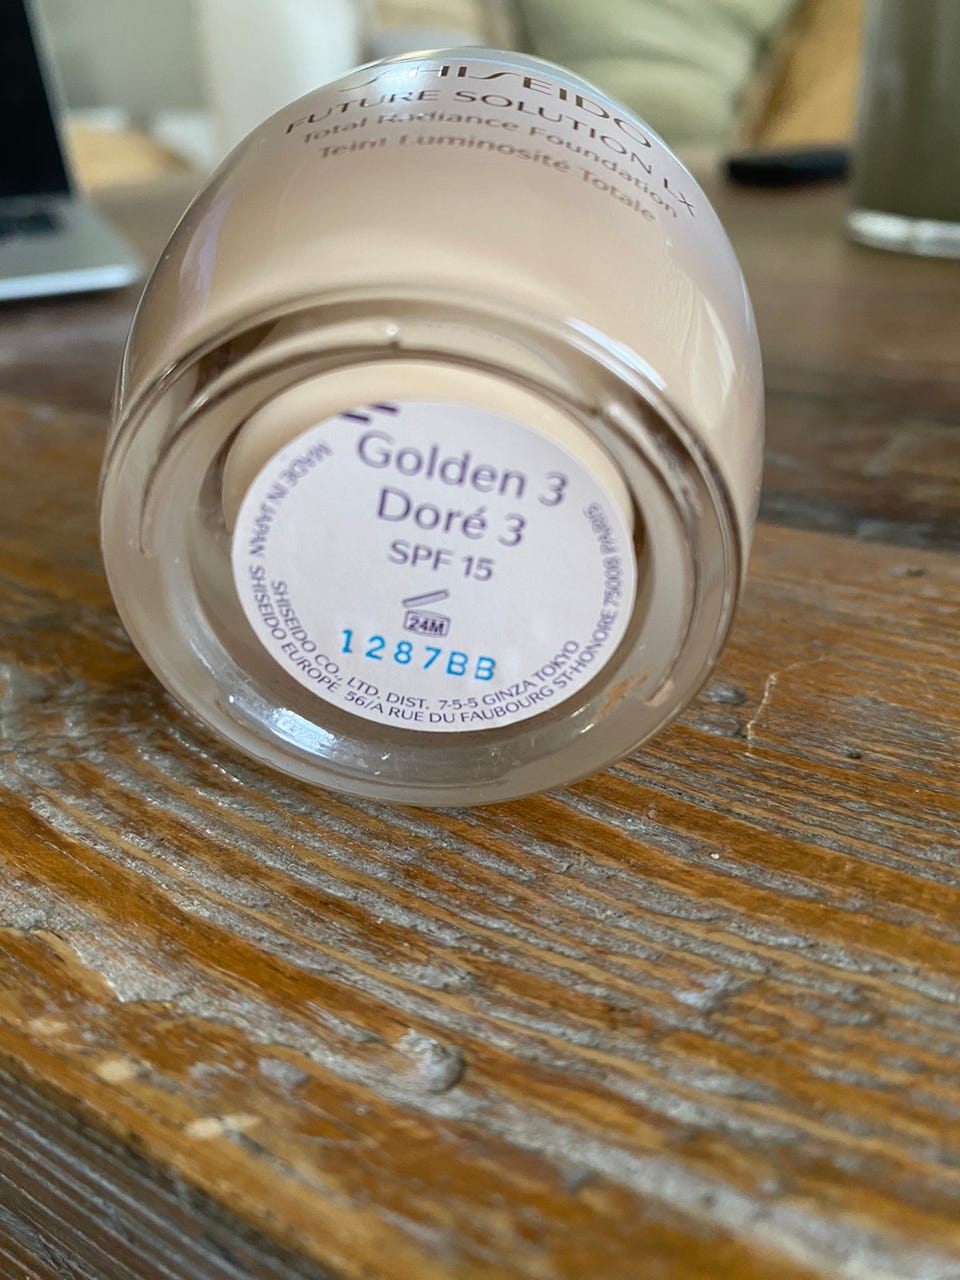 SHISEIDO
FUTURE SOLUTION LX
Total Radiance Foundation
Teint Luminosité Totale
Golden 3
Doré 3
SPF 15
24M
1287BB
MADE IN JAPAN SHISEIDO EUROPE 56/A RUE DU FAUBOURG ST-HONORE 75008 PARIS
SHISEIDO CO., LTD. DIST. 7-5-5 GINZA TOKYO